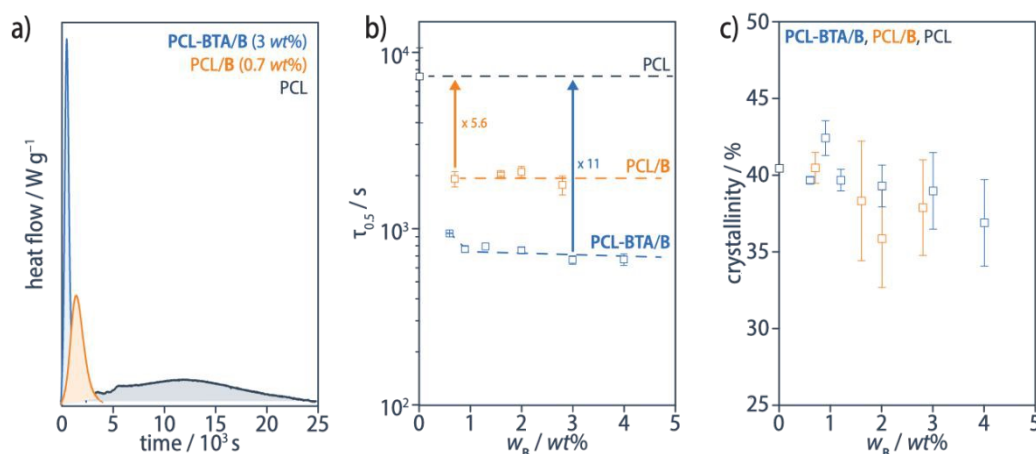 a)
PCL-BTA/B (3 wt%)
PCL/B (0.7 wt%)
PCL
heat flow / W g⁻¹
0 5 10 15 20 25
time / 10³ s
b)
10⁴
10³
10²
τ0.5 / s
PCL
x 5.6
x 11
PCL/B
PCL-BTA/B
0 1 2 3 4 5
wB / wt%
c)
PCL-BTA/B, PCL/B, PCL
50
45
40
35
30
25
crystallinity / %
0 1 2 3 4 5
wB / wt%